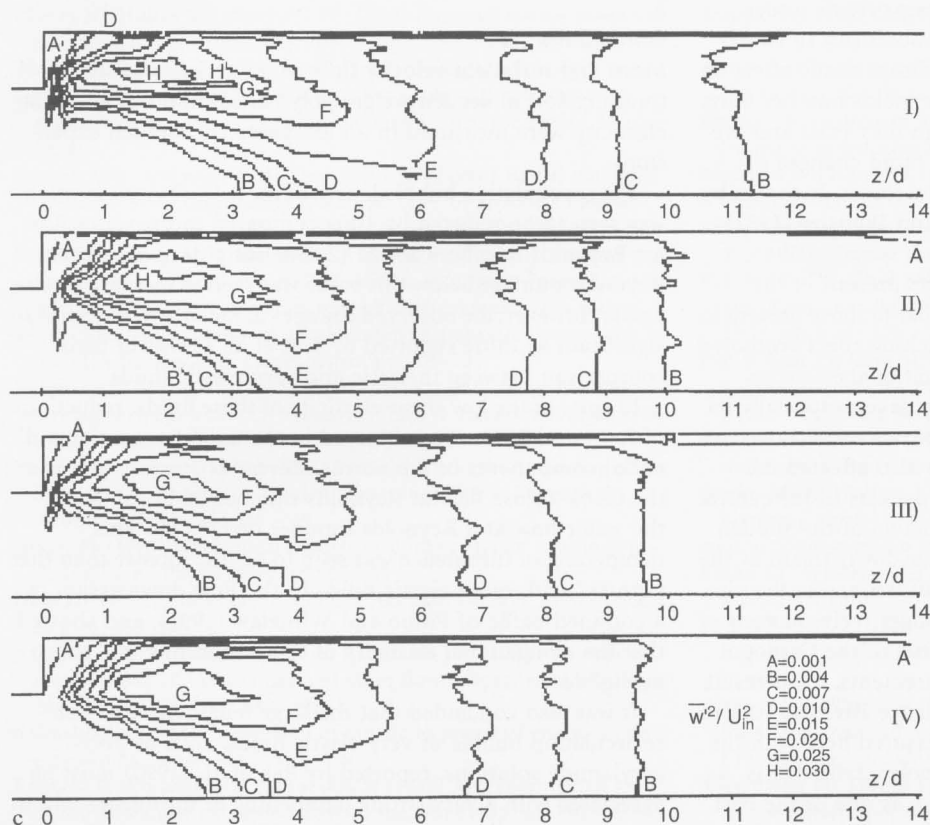 D
A
H H
G
F
I)
E
B C D D C B z/d
0 1 2 3 4 5 6 7 8 9 10 11 12 13 14
A A
H
G
II)
F
B C D E D C B z/d
0 1 2 3 4 5 6 7 8 9 10 11 12 13 14
A
G F
III)
E
B C D D C B z/d
0 1 2 3 4 5 6 7 8 9 10 11 12 13 14
A A
A=0.001
B=0.004
C=0.007
D=0.010
E=0.015
F=0.020
G=0.025
H=0.030
w'²/U²in
IV)
G
F
E
B C D D C B z/d
c 0 1 2 3 4 5 6 7 8 9 10 11 12 13 14